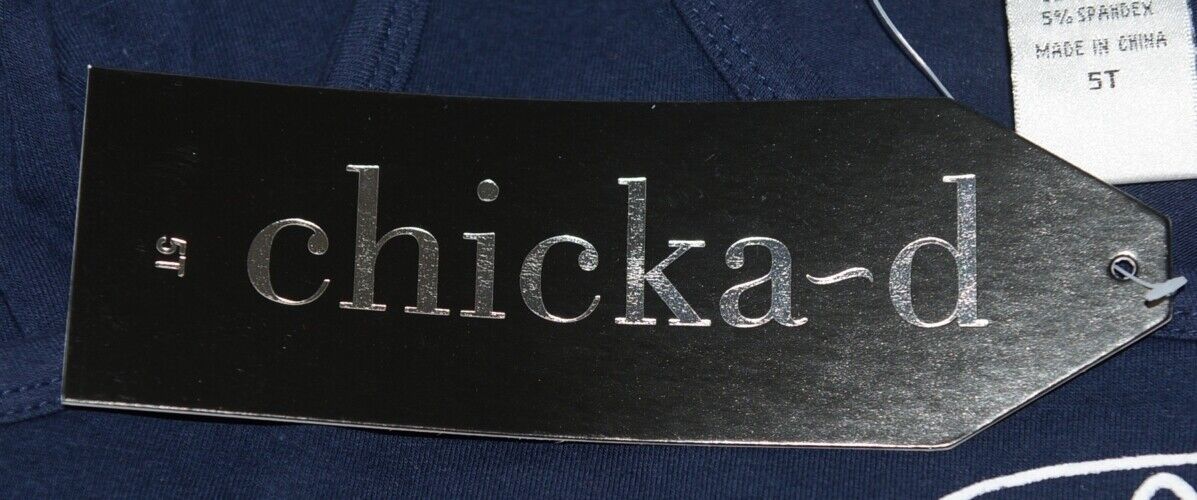 5% SPANDEX
MADE IN CHINA
5T
chicka~d
5T